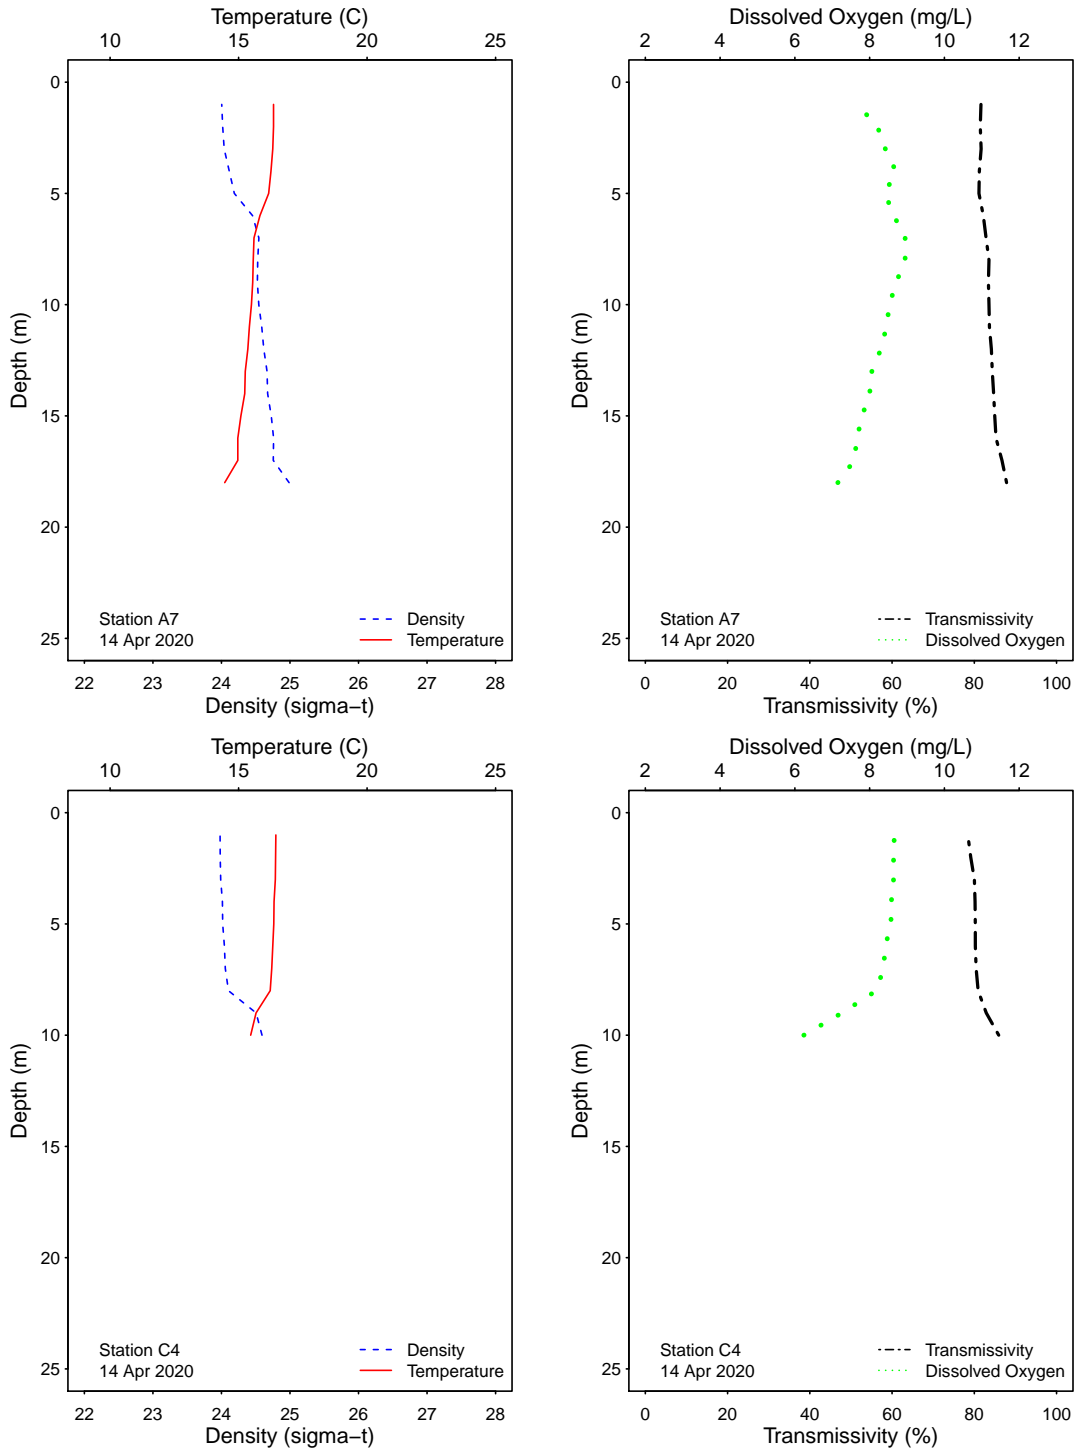 Temperature (C)
10 15 20 25
0
5
10
15
20
25
Depth (m)
Station A7
14 Apr 2020
Density
Temperature
22 23 24 25 26 27 28
Density (sigma−t)
Dissolved Oxygen (mg/L)
2 4 6 8 10 12
0
5
10
15
20
25
Depth (m)
Station A7
14 Apr 2020
Transmissivity
Dissolved Oxygen
0 20 40 60 80 100
Transmissivity (%)
Temperature (C)
10 15 20 25
0
5
10
15
20
25
Depth (m)
Station C4
14 Apr 2020
Density
Temperature
22 23 24 25 26 27 28
Density (sigma−t)
Dissolved Oxygen (mg/L)
2 4 6 8 10 12
0
5
10
15
20
25
Depth (m)
Station C4
14 Apr 2020
Transmissivity
Dissolved Oxygen
0 20 40 60 80 100
Transmissivity (%)